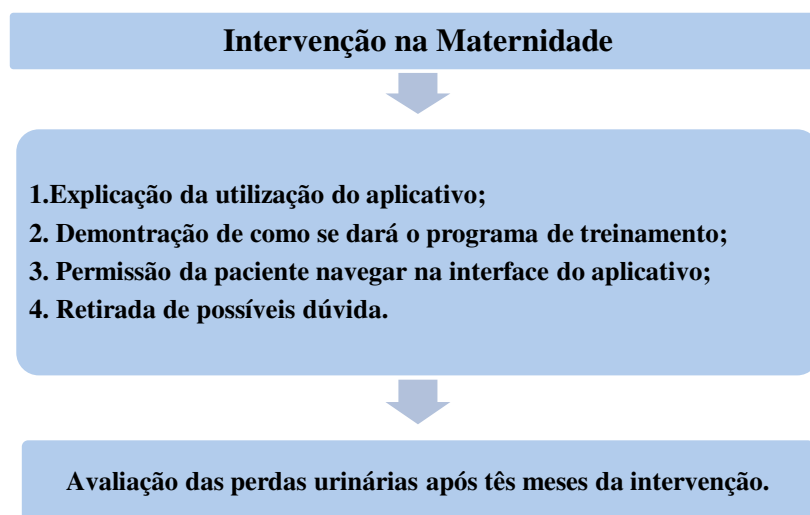 Intervenção na Maternidade
1.Explicação da utilização do aplicativo;
2. Demontração de como se dará o programa de treinamento;
3. Permissão da paciente navegar na interface do aplicativo;
4. Retirada de possíveis dúvida.
Avaliação das perdas urinárias após tês meses da intervenção.